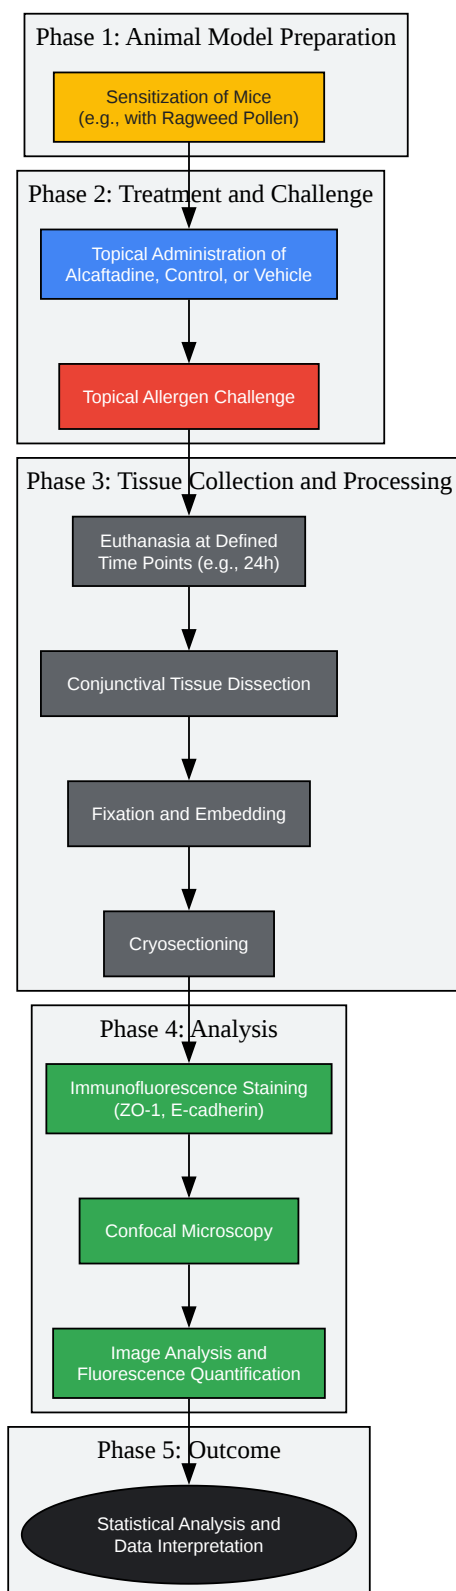 Phase 1: Animal Model Preparation
Sensitization of Mice
(e.g., with Ragweed Pollen)
Phase 2: Treatment and Challenge
Topical Administration of
Alcaftadine, Control, or Vehicle
Topical Allergen Challenge
Phase 3: Tissue Collection and Processing
Euthanasia at Defined
Time Points (e.g., 24h)
Conjunctival Tissue Dissection
Fixation and Embedding
Cryosectioning
Phase 4: Analysis
Immunofluorescence Staining
(ZO-1, E-cadherin)
Confocal Microscopy
Image Analysis and
Fluorescence Quantification
Phase 5: Outcome
Statistical Analysis and
Data Interpretation